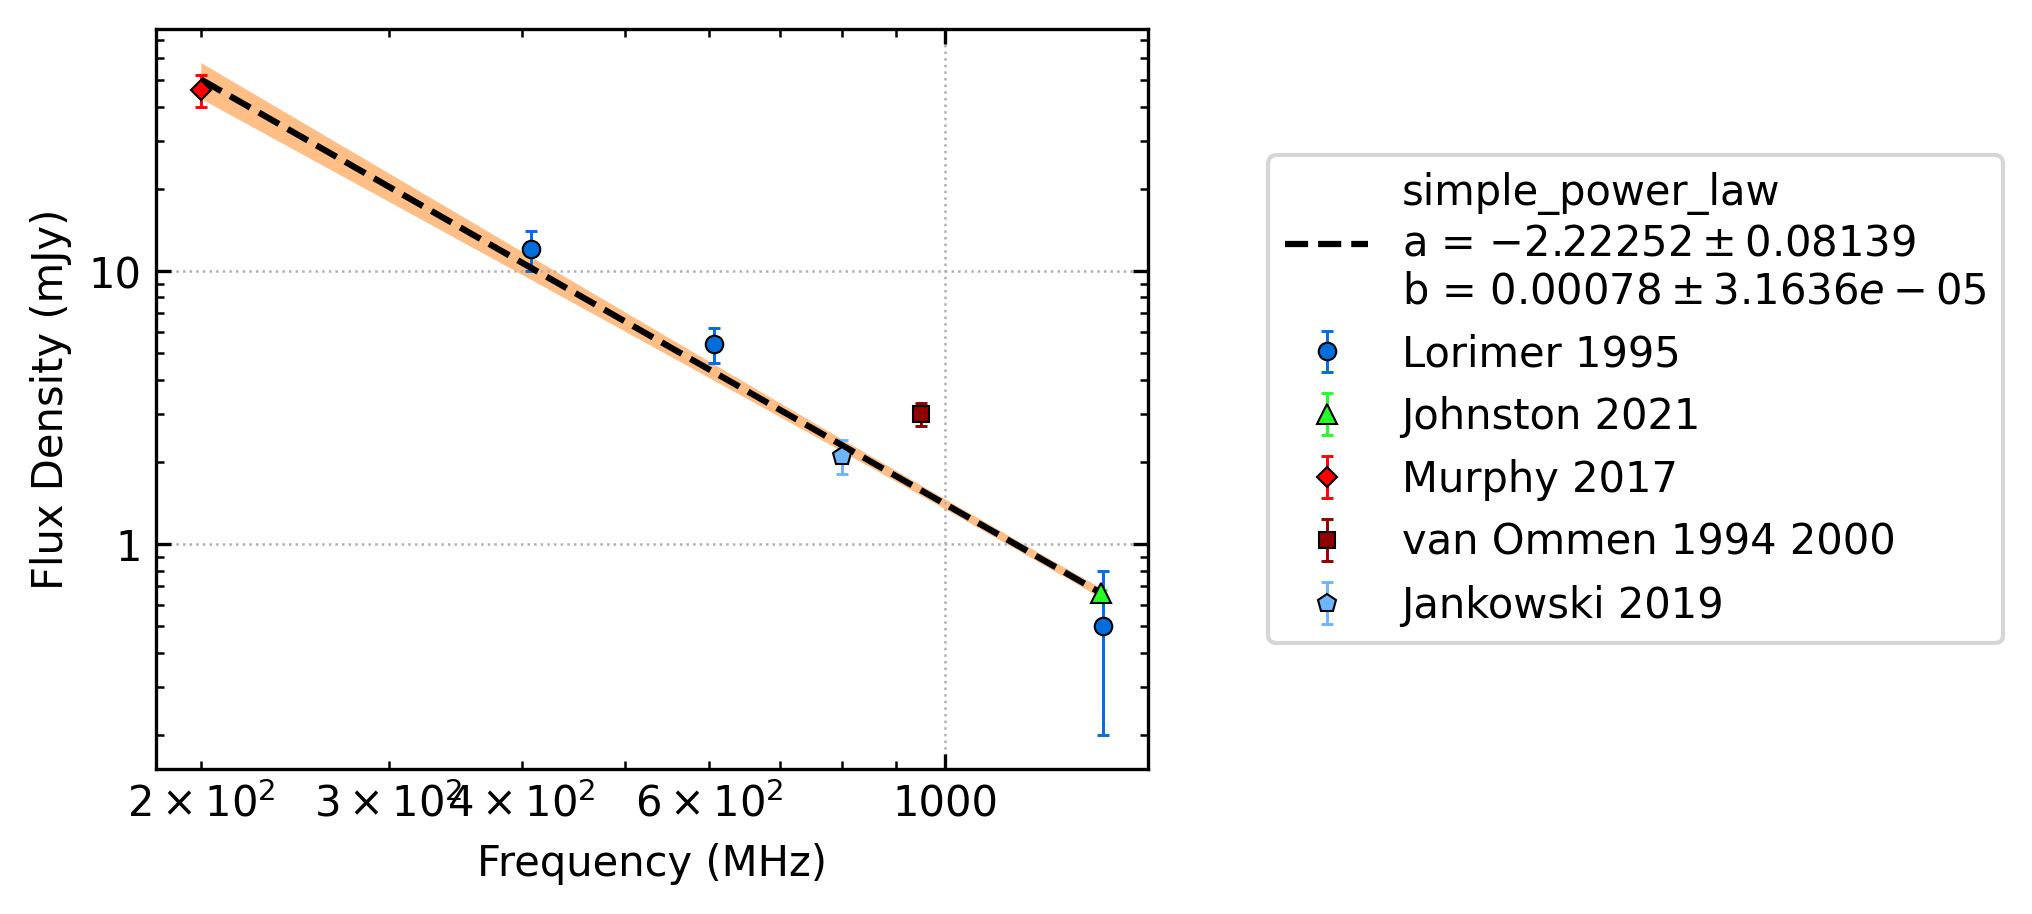 Flux Density (mJy)
10
1
2 × 10²
3 × 10²
4 × 10²
6 × 10²
1000
Frequency (MHz)
simple_power_law
a = −2.22252 ± 0.08139
b = 0.00078 ± 3.1636e − 05
Lorimer 1995
Johnston 2021
Murphy 2017
van Ommen 1994 2000
Jankowski 2019